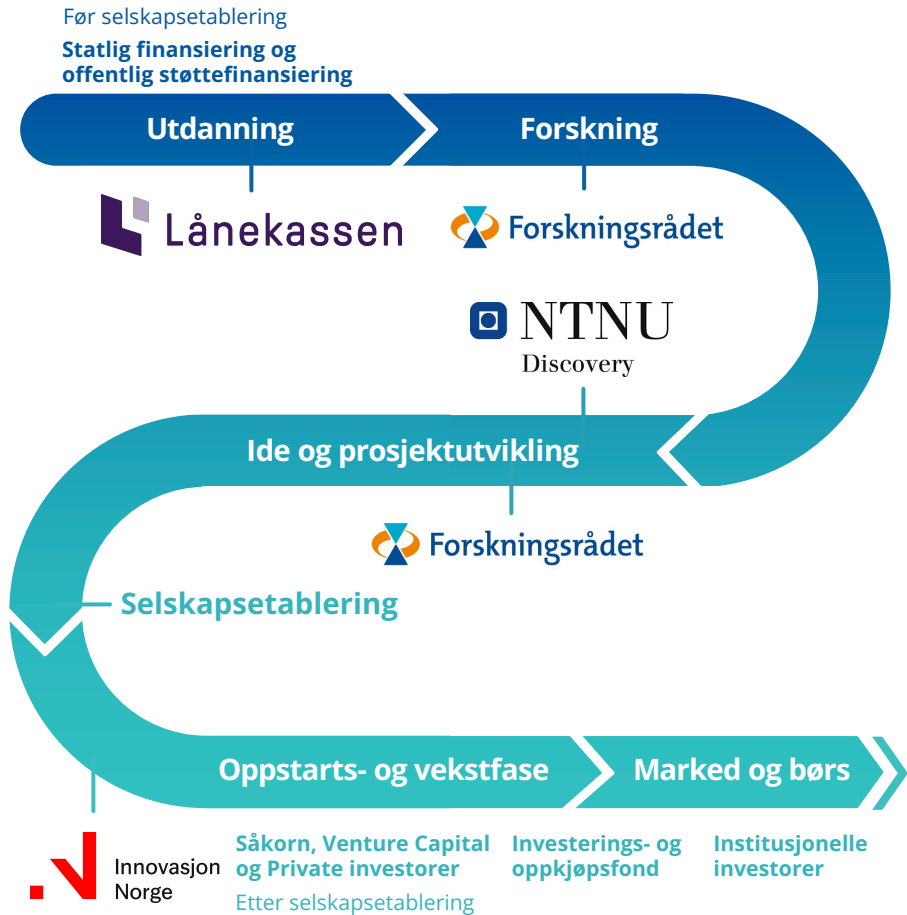 Før selskapsetablering
Statlig finansiering og
offentlig støttefinansiering
Utdanning
Forskning
Lånekassen
Forskningsrådet
NTNU
Discovery
Ide og prosjektutvikling
Forskningsrådet
Selskapsetablering
Oppstarts- og vekstfase
Marked og børs
Innovasjon
Norge
Såkorn, Venture Capital
og Private investorer
Etter selskapsetablering
Investerings- og
oppkjøpsfond
Institusjonelle
investorer